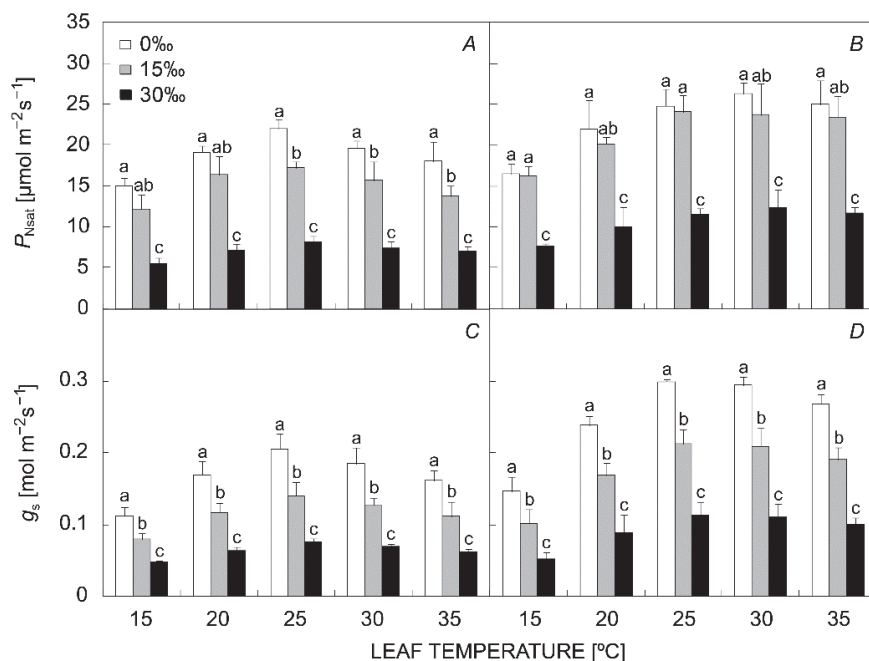 35
30
25
20
15
10
5
0
P_Nsat [µmol m⁻²s⁻¹]
0‰
15‰
30‰
A
a ab c a ab c a b c a b c a b c
B
a a c a ab c a a c a ab c a ab c
0.3
0.2
0.1
0
g_s [mol m⁻²s⁻¹]
C
a b c a b c a b c a b c a b c
D
a b c a b c a b c a b c a b c
15 20 25 30 35 15 20 25 30 35
LEAF TEMPERATURE [ºC]